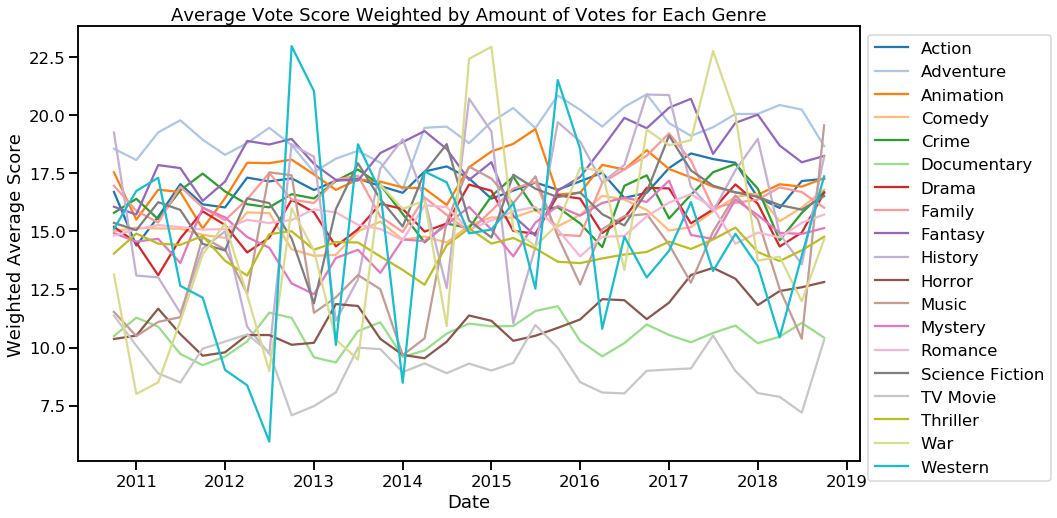 Average Vote Score Weighted by Amount of Votes for Each Genre
Weighted Average Score
22.5
20.0
17.5
15.0
12.5
10.0
7.5
2011
2012
2013
2014
2015
2016
2017
2018
2019
Date
Action
Adventure
Animation
Comedy
Crime
Documentary
Drama
Family
Fantasy
History
Horror
Music
Mystery
Romance
Science Fiction
TV Movie
Thriller
War
Western